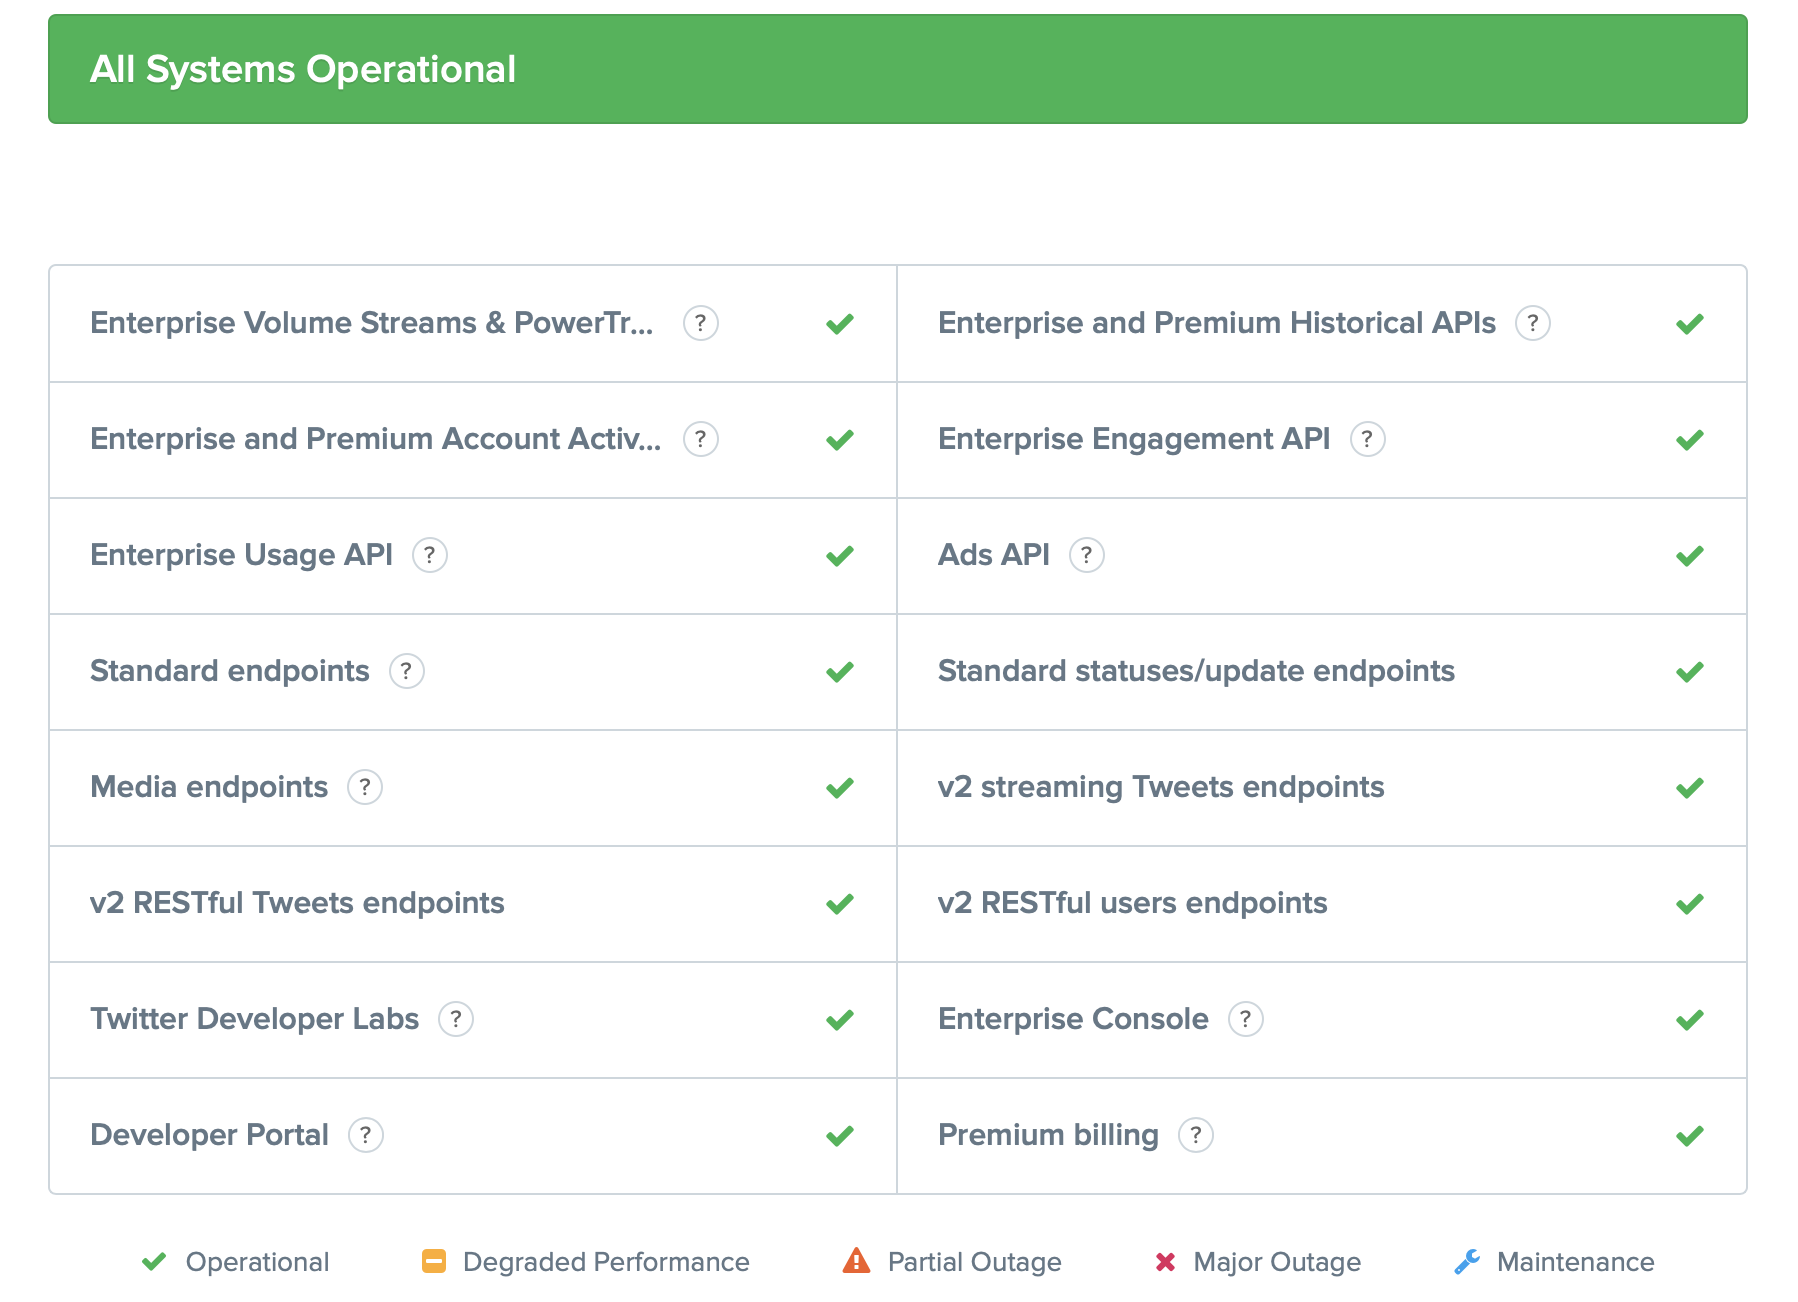 All Systems Operational
Enterprise Volume Streams & PowerTr... ?
Enterprise and Premium Historical APIs ?
Enterprise and Premium Account Activ... ?
Enterprise Engagement API ?
Enterprise Usage API ?
Ads API ?
Standard endpoints ?
Standard statuses/update endpoints
Media endpoints ?
v2 streaming Tweets endpoints
v2 RESTful Tweets endpoints
v2 RESTful users endpoints
Twitter Developer Labs ?
Enterprise Console ?
Developer Portal ?
Premium billing ?
Operational
Degraded Performance
Partial Outage
Major Outage
Maintenance